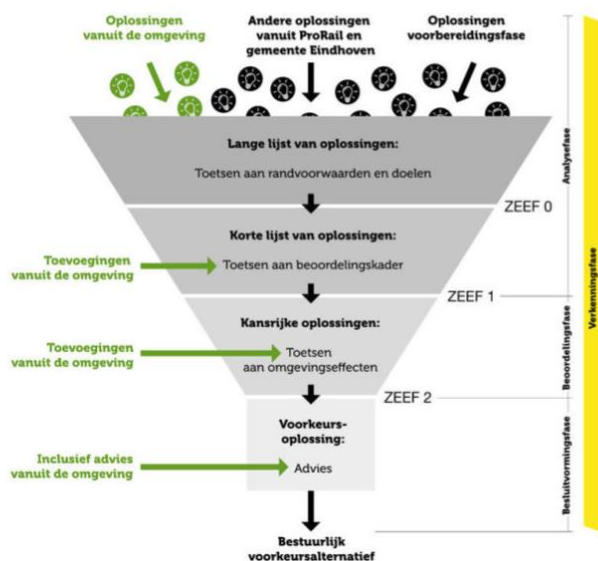 Oplossingen
vanuit de omgeving
Andere oplossingen
vanuit ProRail en
gemeente Eindhoven
Oplossingen
voorbereidingsfase
Lange lijst van oplossingen:
Toetsen aan randvoorwaarden en doelen
ZEEF 0
Korte lijst van oplossingen:
Toevoegingen
vanuit de omgeving
Toetsen aan beoordelingskader
ZEEF 1
Kansrijke oplossingen:
Toevoegingen
vanuit de omgeving
Toetsen
aan omgevingseffecten
ZEEF 2
Voorkeurs-
oplossing:
Inclusief advies
vanuit de omgeving
Advies
Bestuurlijk
voorkeursalternatief
Analysefase
Beoordelingsfase
Besluitvormingsfase
Verkenningsfase